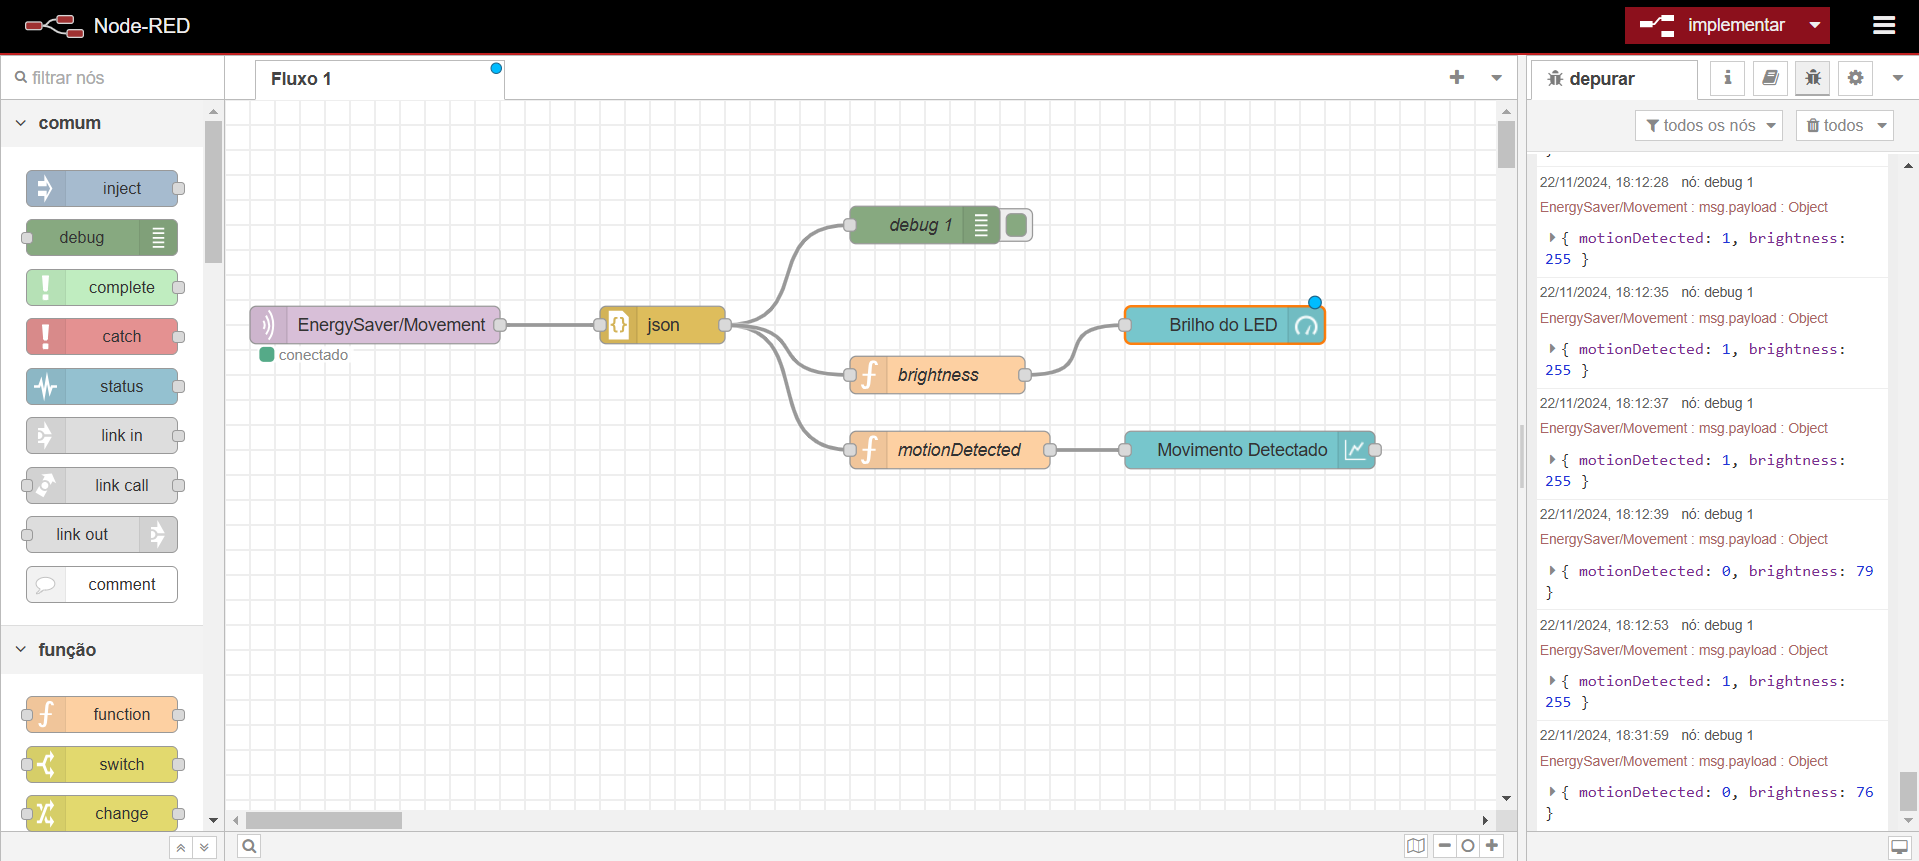 Node-RED
implementar
filtrar nós
Fluxo 1
depurar
todos os nós
todos
comum
inject
debug
complete
catch
status
link in
link call
link out
comment
função
function
switch
change
EnergySaver/Movement
conectado
json
debug 1
brightness
motionDetected
Brilho do LED
Movimento Detectado
22/11/2024, 18:12:28 nó: debug 1
EnergySaver/Movement : msg.payload : Object
{ motionDetected: 1, brightness:
255 }
22/11/2024, 18:12:35 nó: debug 1
EnergySaver/Movement : msg.payload : Object
{ motionDetected: 1, brightness:
255 }
22/11/2024, 18:12:37 nó: debug 1
EnergySaver/Movement : msg.payload : Object
{ motionDetected: 1, brightness:
255 }
22/11/2024, 18:12:39 nó: debug 1
EnergySaver/Movement : msg.payload : Object
{ motionDetected: 0, brightness: 79
}
22/11/2024, 18:12:53 nó: debug 1
EnergySaver/Movement : msg.payload : Object
{ motionDetected: 1, brightness:
255 }
22/11/2024, 18:31:59 nó: debug 1
EnergySaver/Movement : msg.payload : Object
{ motionDetected: 0, brightness: 76
}